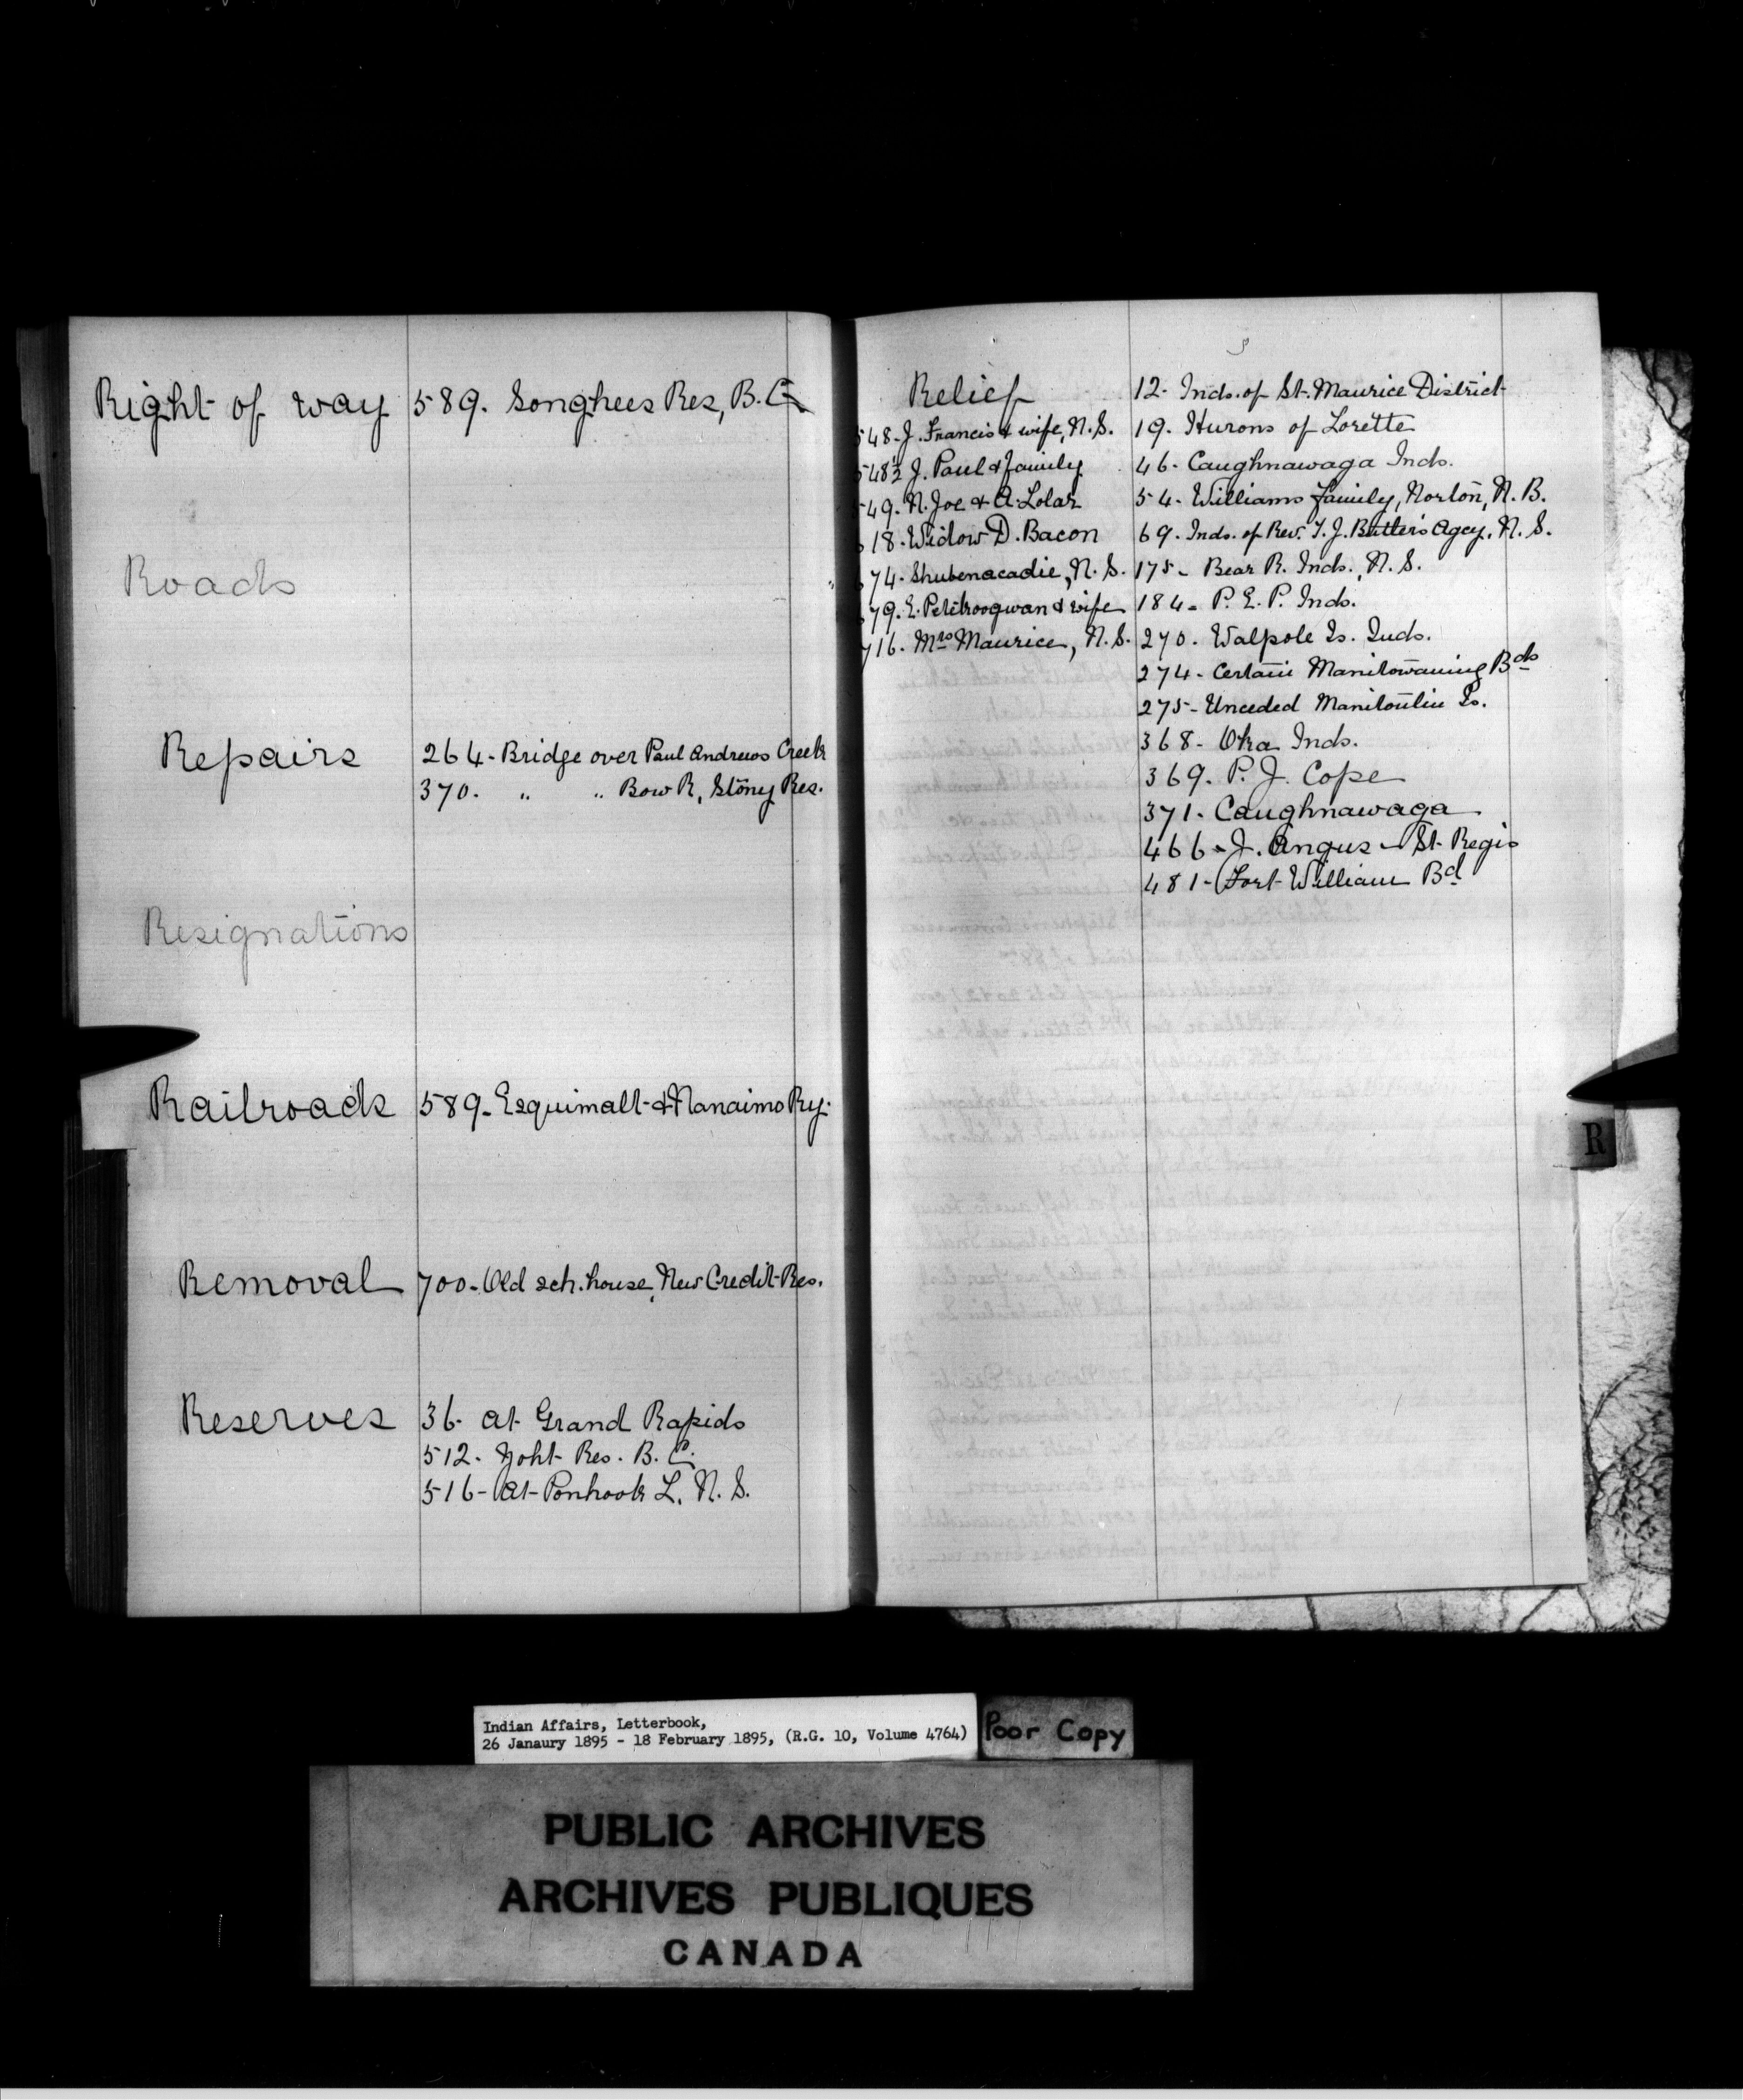 Right of way 589. Songhees Res, B.C.
Roads
Repairs 264. Bridge over Paul Andrews Creek
370. " " Bow R, Stony Res.
Resignations
Railroads 589. Esquimalt & Nanaimo Ry.
Removal 700. Old sch. house, New Credit Res.
Reserves 36. at Grand Rapids
512. Yoht Res. B.C.
516. At Ponhook L. N.S.
Relief
548. J. Francis & wife, N.S.
548½ J. Paul & family
549. N. Joe & A. Lolar
618. Widow D. Bacon
674. Shubenacadie, N.S.
679. E. & wife
716. Mrs Maurice, N.S.
12. Inds. of St. Maurice District
19. Hurons of Lorette
46. Caughnawaga Inds.
54. Williams family, Norton, N.B.
69. Inds. of Rev. T.J. Butler's Agcy, N.S.
175. Bear R. Inds., N.S.
184. P.E.P. Inds.
270. Walpole Is. Inds.
274. Certain Manitowaning Bds
275. Unceded Manitoulin Is.
368. Oka Inds.
369. P.J. Cope
371. Caughnawaga
466. J. Angus - St. Regis
481. Fort William Bd
R
Indian Affairs, Letterbook,
26 Janaury 1895 - 18 February 1895, (R.G. 10, Volume 4764)
Poor Copy
PUBLIC ARCHIVES
ARCHIVES PUBLIQUES
CANADA